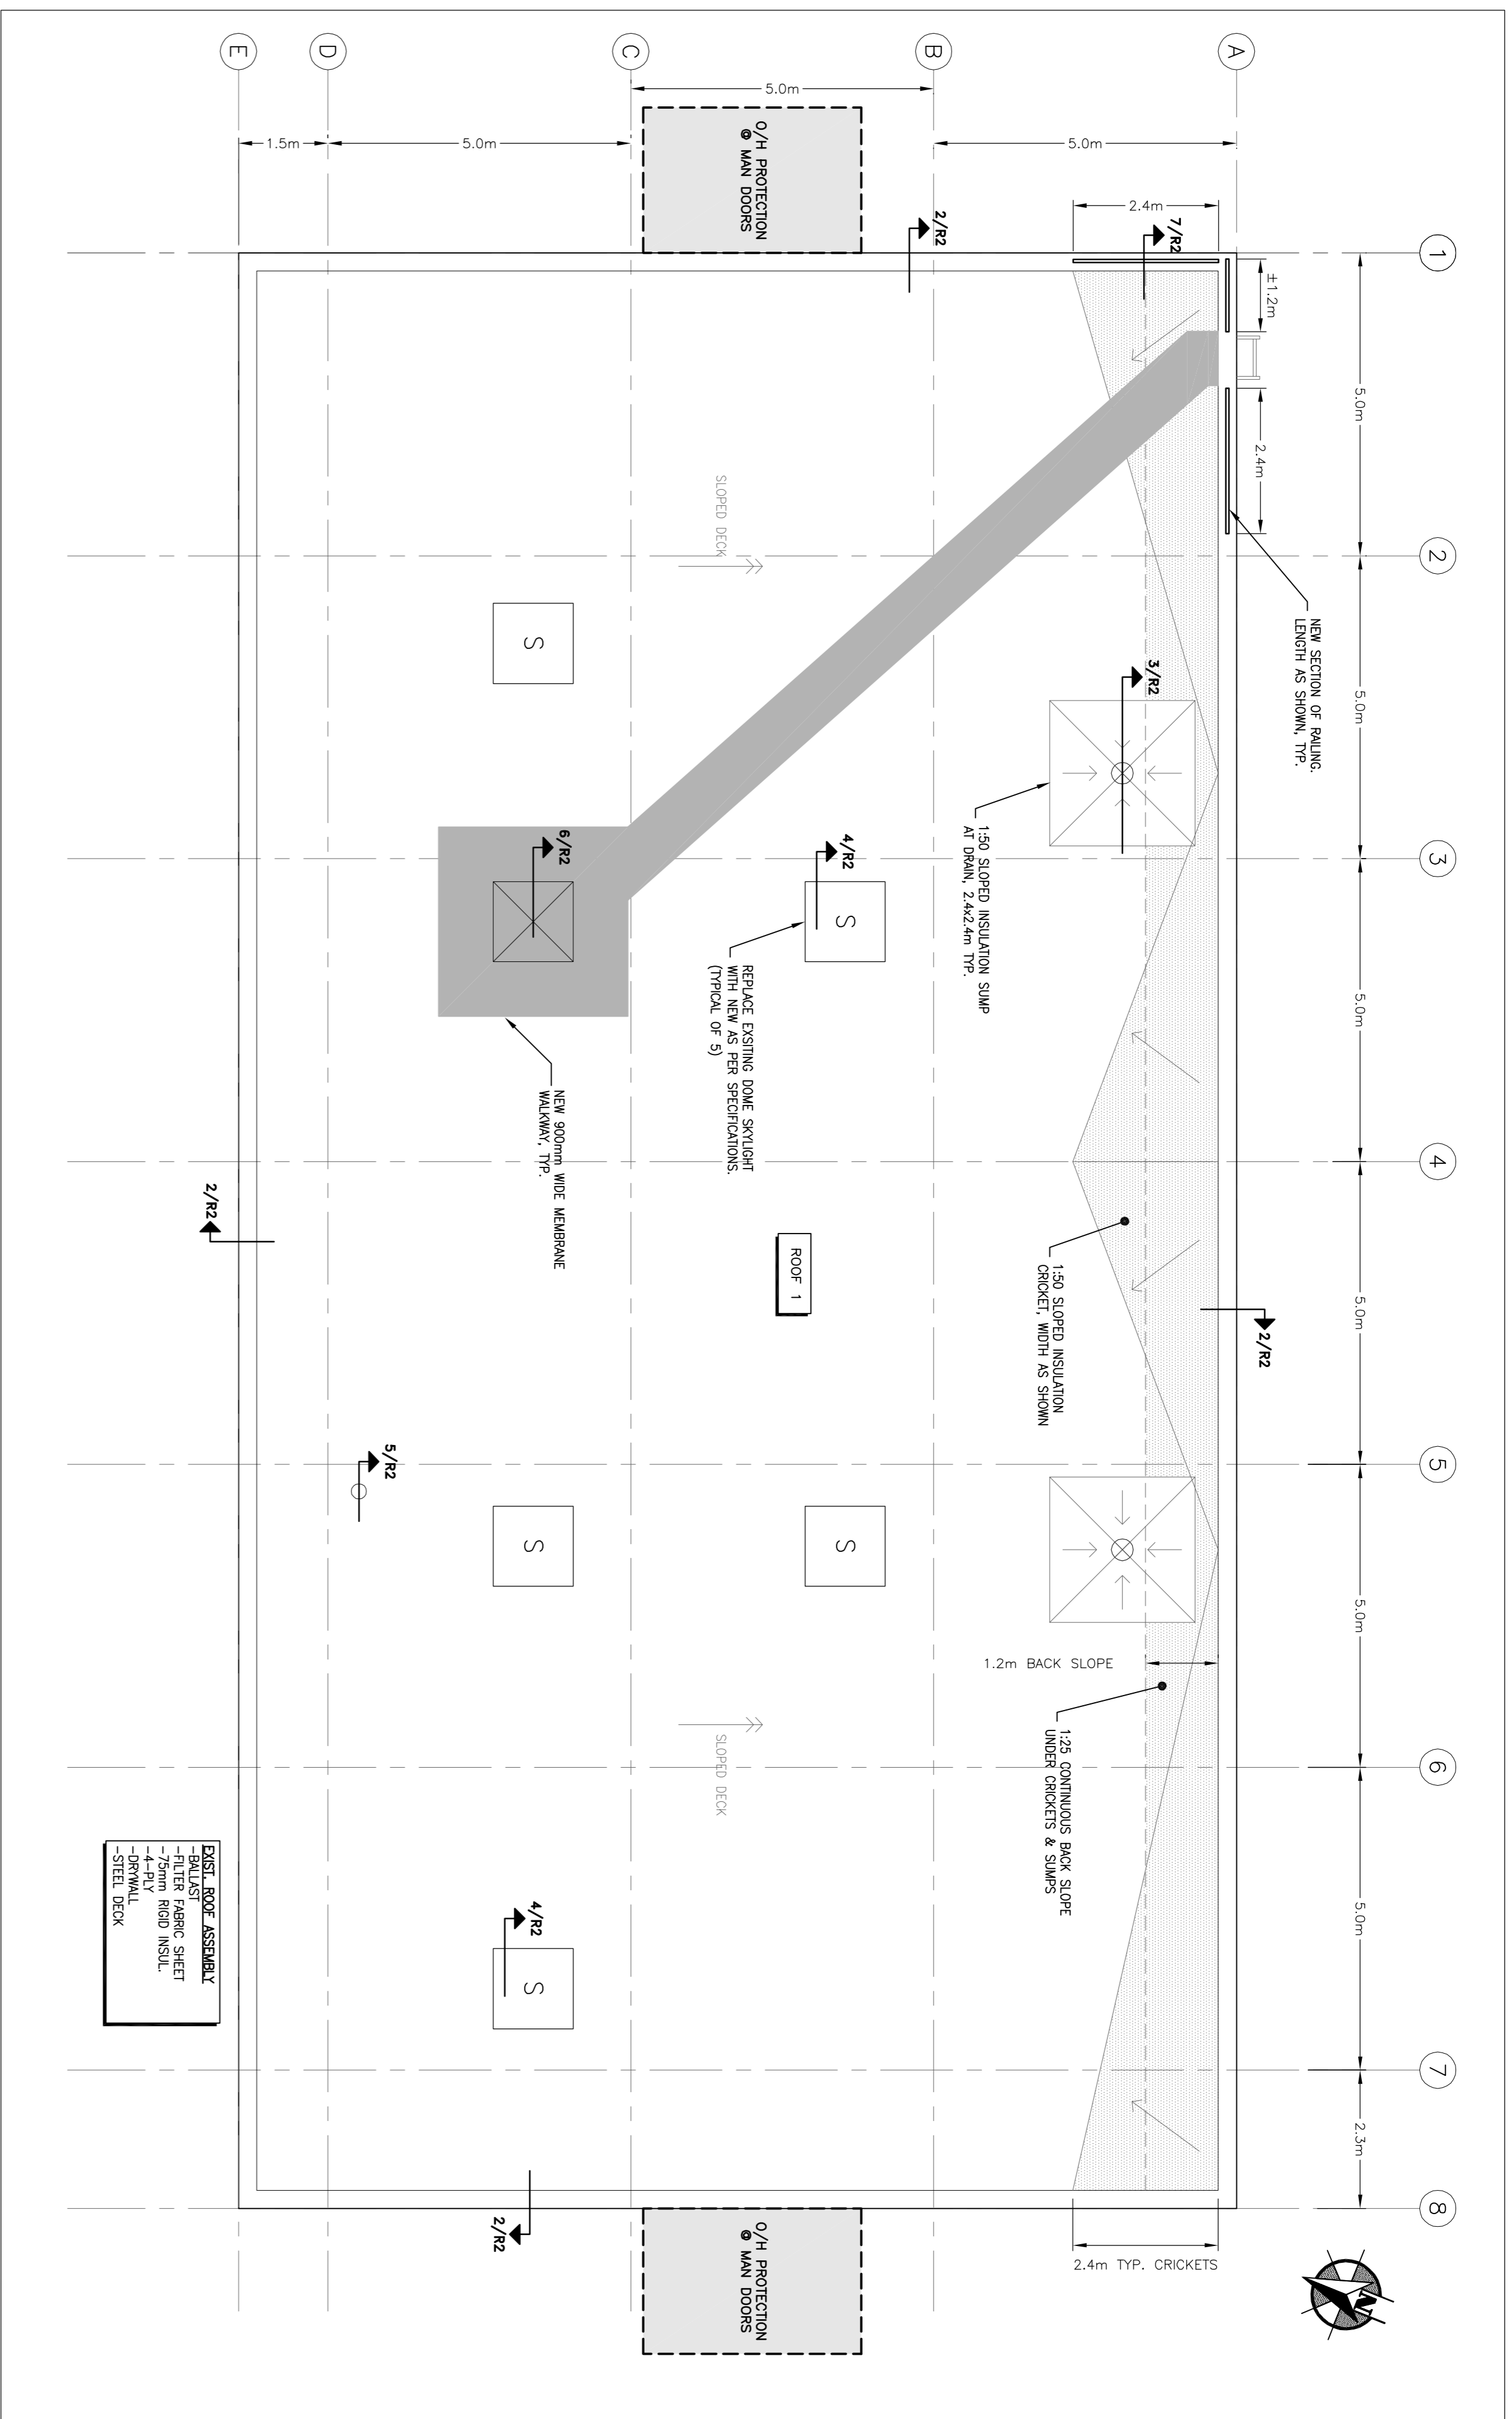 1
2
3
4
5
6
7
8
5.0m
5.0m
5.0m
5.0m
5.0m
5.0m
2.3m
A
B
C
D
E
5.0m
5.0m
5.0m
1.5m
±1.2m
2.4m
2.4m
NEW SECTION OF RAILING.
LENGTH AS SHOWN, TYP.
7/R2
2/R2
3/R2
1:50 SLOPED INSULATION SUMP
AT DRAIN, 2.4x2.4m TYP.
1:50 SLOPED INSULATION
CRICKET, WIDTH AS SHOWN
2/R2
1.2m BACK SLOPE
1:25 CONTINUOUS BACK SLOPE
UNDER CRICKETS & SUMPS
2.4m TYP. CRICKETS
N
O/H PROTECTION
@ MAN DOORS
SLOPED DECK
4/R2
S
REPLACE EXSITING DOME SKYLIGHT
WITH NEW AS PER SPECIFICATIONS.
(TYPICAL OF 5)
ROOF 1
S
SLOPED DECK
O/H PROTECTION
@ MAN DOORS
S
6/R2
NEW 900mm WIDE MEMBRANE
WALKWAY, TYP.
S
4/R2
S
2/R2
5/R2
2/R2
EXIST. ROOF ASSEMBLY
-BALLAST
-FILTER FABRIC SHEET
-75mm RIGID INSUL.
-4-PLY
-DRYWALL
-STEEL DECK